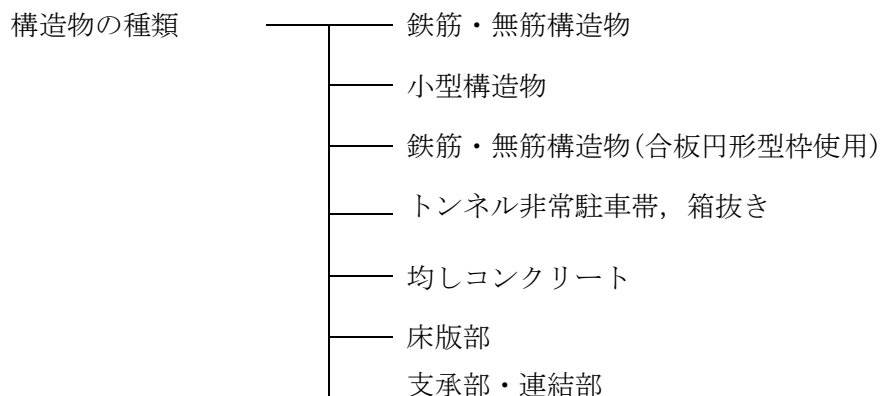 構造物の種類
鉄筋・無筋構造物
小型構造物
鉄筋・無筋構造物(合板円形型枠使用)
トンネル非常駐車帯, 箱抜き
均しコンクリート
床版部
支承部・連結部